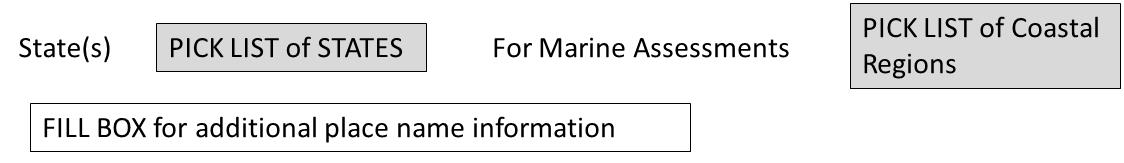 State(s) PICK LIST of STATES For Marine Assessments PICK LIST of Coastal
Regions
FILL BOX for additional place name information